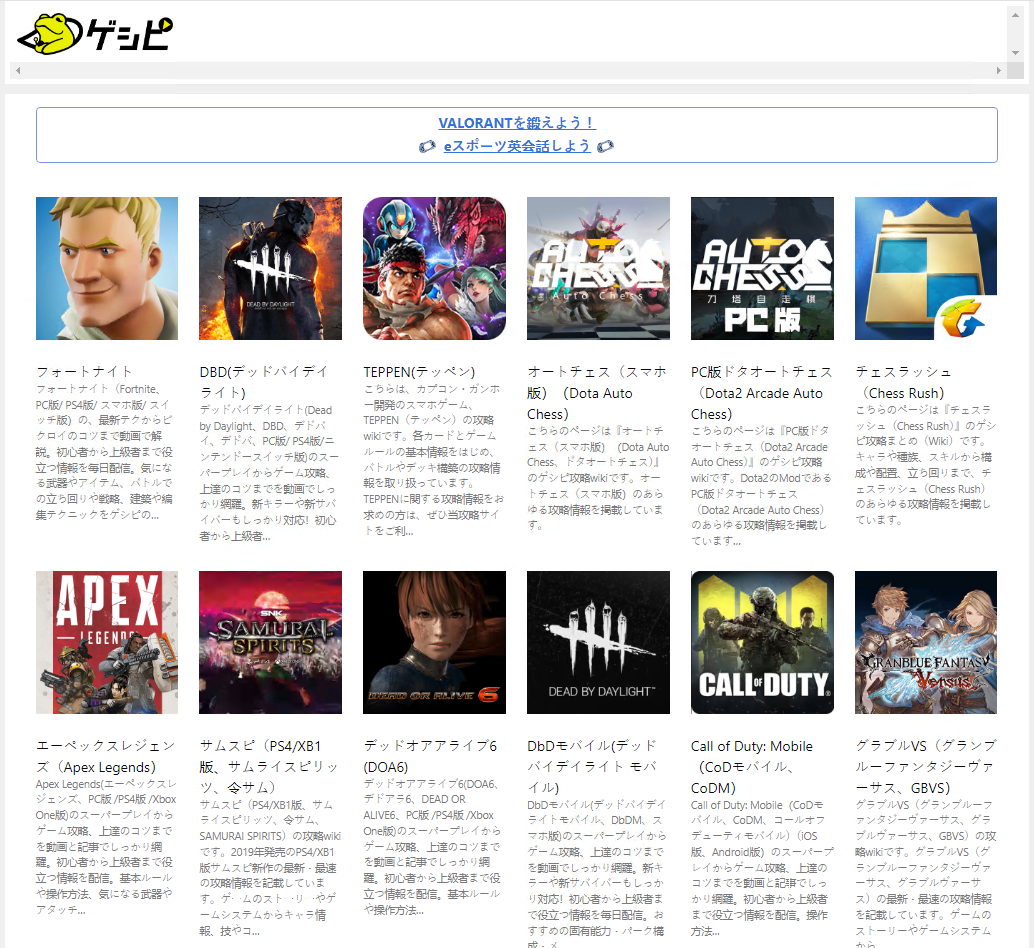 ゲシピ
VALORANTを鍛えよう！
eスポーツ英会話しよう
DEAD BY DAYLIGHT
AUTO
CHESS
Auto Chess
AUTO
CHESS
刀塔自走棋
PC版
フォートナイト
フォートナイト（Fortnite、
PC版/ PS4版/ スマホ版/ スイ
ッチ版）の、最新テクからビ
クロイのコツまで動画で解
説。初心者から上級者まで役
立つ情報を毎日配信。気にな
る武器やアイテム、バトルで
の立ち回りや戦略、建築や編
集テクニックをゲシピの...
DBD(デッドバイデイ
ライト)
デッドバイデイライト(Dead
by Daylight、DBD、デドバ
イ、デドバ、PC版/ PS4版/ニ
ンテンドースイッチ版)のスー
パープレイからゲーム攻略、
上達のコツまでを動画でしっ
かり網羅。新キラーや新サバ
イバーもしっかり対応！初心
者から上級者...
TEPPEN(テッペン)
こちらは、カプコン・ガンホ
ー開発のスマホゲーム、
TEPPEN（テッペン）の攻略
wikiです。各カードとゲーム
ルールの基本情報をはじめ、
バトルやデッキ構築の攻略情
報を取り扱っています。
TEPPENに関する攻略情報をお
求めの方は、ぜひ当攻略サイ
トをご利...
オートチェス（スマホ
版）（Dota Auto
Chess）
こちらのページは『オートチ
ェス（スマホ版）（Dota Auto
Chess、ドタオートチェス）』
のゲシピ攻略wikiです。オー
トチェス（スマホ版）のあら
ゆる攻略情報を掲載していま
す。
PC版ドタオートチェス
（Dota2 Arcade Auto
Chess）
こちらのページは『PC版ドタ
オートチェス（Dota2 Arcade
Auto Chess）』のゲシピ攻略
wikiです。Dota2のModである
PC版ドタオートチェス
（Dota2 Arcade Auto Chess）
のあらゆる攻略情報を掲載し
ています...
チェスラッシュ
（Chess Rush）
こちらのページは『チェスラ
ッシュ（Chess Rush）』のゲシ
ピ攻略まとめ（Wiki）です。
キャラや種族、スキルから構
成や配置、立ち回りまで、チ
ェスラッシュ（Chess Rush）
のあらゆる攻略情報を掲載し
ています。
APEX
LEGENDS
SNK
SAMURAI
SPIRITS
DEAD OR ALIVE 6
DEAD BY DAYLIGHT™
CALL OF DUTY.
GRANBLUE FANTASY
Versus
エーペックスレジェン
ズ（Apex Legends）
Apex Legends(エーペックスレ
ジェンズ、PC版 /PS4版 /Xbox
One版)のスーパープレイから
ゲーム攻略、上達のコツまで
を動画と記事でしっかり網
羅。初心者から上級者まで役
立つ情報を配信。基本ルール
や操作方法、気になる武器や
アタッチ...
サムスピ（PS4/XB1
版、サムライスピリッ
ツ、令サム）
サムスピ（PS4/XB1版、サム
ライスピリッツ、令サム、
SAMURAI SPIRITS）の攻略wiki
です。2019年発売のPS4/XB1
版サムスピ新作の最新・最速
の攻略情報を記載していま
す。ゲームのストーリーやゲ
ームシステムからキャラ情
報、技やコ...
デッドオアアライブ6
(DOA6)
デッドオアアライブ6(DOA6、
デドアラ6、DEAD OR
ALIVE6、PC版 /PS4版 /Xbox
One版)のスーパープレイから
ゲーム攻略、上達のコツまで
を動画と記事でしっかり網
羅。初心者から上級者まで役
立つ情報を配信。基本ルール
や操作方法...
DbDモバイル(デッド
バイデイライト モバ
イル)
DbDモバイル(デッドバイデイ
ライトモバイル、DbDM、ス
マホ版)のスーパープレイから
ゲーム攻略、上達のコツまで
を動画でしっかり網羅。新キ
ラーや新サバイバーもしっか
り対応！初心者から上級者ま
で役立つ情報を毎日配信。お
すすめの固有能力・パーク構
成・メ
Call of Duty: Mobile
（CoDモバイル、
CoDM）
Call of Duty: Mobile（CoDモ
バイル、CoDM、コールオブ
デューティモバイル）（iOS
版、Android版）のスーパープ
レイからゲーム攻略、上達の
コツまでを動画と記事でしっ
かり網羅。初心者から上級者
まで役立つ情報を配信。操作
方法...
グラブルVS（グランブ
ルーファンタジーヴァ
ーサス、GBVS）
グラブルVS（グランブルーフ
ァンタジーヴァーサス、グラ
ブルヴァーサス、GBVS）の攻
略wikiです。グラブルVS（グ
ランブルーファンタジーヴァ
ーサス、グラブルヴァーサ
ス）の最新・最速の攻略情報
を記載しています。ゲームの
ストーリーやゲームシステム
から